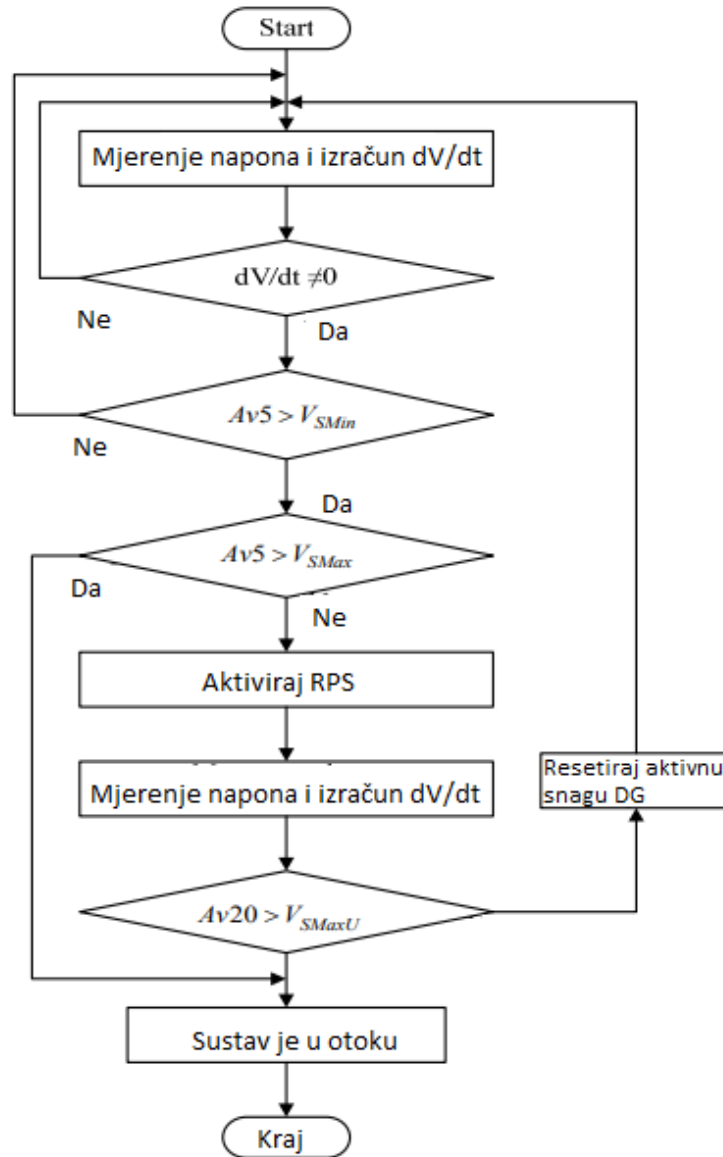 Start
Mjerenje napona i izračun dV/dt
dV/dt ≠0
Ne
Da
Av5 > V_SMin
Ne
Da
Av5 > V_SMax
Da
Ne
Aktiviraj RPS
Mjerenje napona i izračun dV/dt
Resetiraj aktivnu
snagu DG
Av20 > V_SMaxU
Sustav je u otoku
Kraj